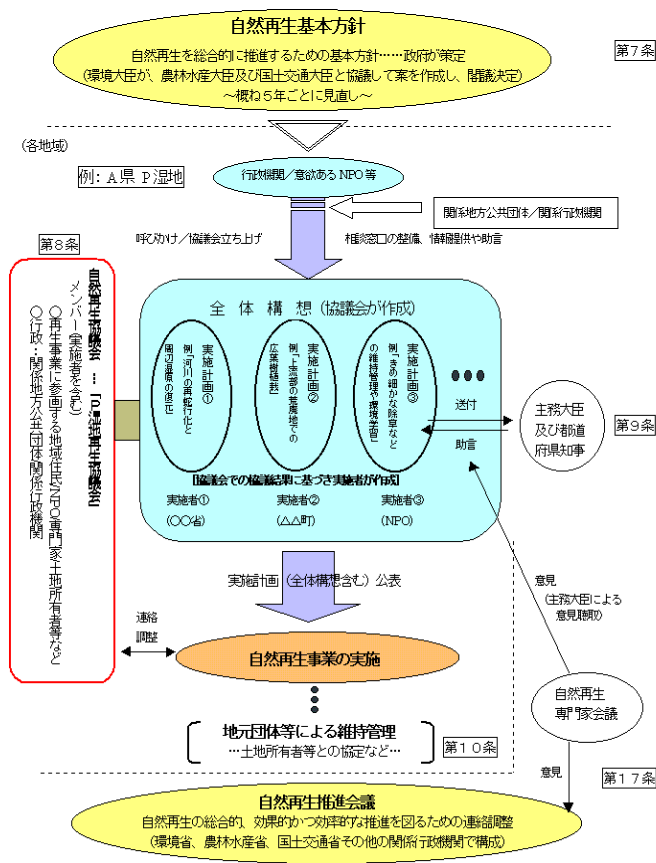 自然再生基本方針
自然再生を総合的に推進するための基本方針……政府が策定
(環境大臣が、農林水産大臣及び国土交通大臣と協議して案を作成し、閣議決定)
～概ね５年ごとに見直し～
第７条
(各地域)
例：Ａ県 Ｐ湿地
行政機関／意欲あるNPO等
関係地方公共団体／関係行政機関
呼びかけ／協議会立ち上げ
相談窓口の整備、情報提供や助言
第８条
自然再生協議会 … 「Ｐ湿地再生協議会」
メンバー(実施者を含む)
○再生事業に参画する地域住民、NPO、専門家、土地所有者等など
○行政：関係地方公共団体、関係行政機関
全 体 構 想 (協議会が作成)
実施計画①
例「河川の再蛇行化と
周辺湿原の復元」
実施計画②
例「上流部の荒廃地での
広葉樹植栽」
実施計画③
例「きめ細かな除草など
の維持管理や環境学習」
●●●
送付
助言
主務大臣
及び都道
府県知事
第９条
【協議会での協議結果に基づき実施者が作成】
実施者①
(○○省)
実施者②
(△△町)
実施者③
(NPO)
実施計画 (全体構想含む) 公表
意見
(主務大臣による
意見聴取)
連絡
調整
自然再生事業の実施
自然再生
専門家会議
地元団体等による維持管理
…土地所有者等との協定など…
第１０条
意見
第１７条
自然再生推進会議
自然再生の総合的、効果的かつ効率的な推進を図るための連絡調整
(環境省、農林水産省、国土交通省その他の関係行政機関で構成)